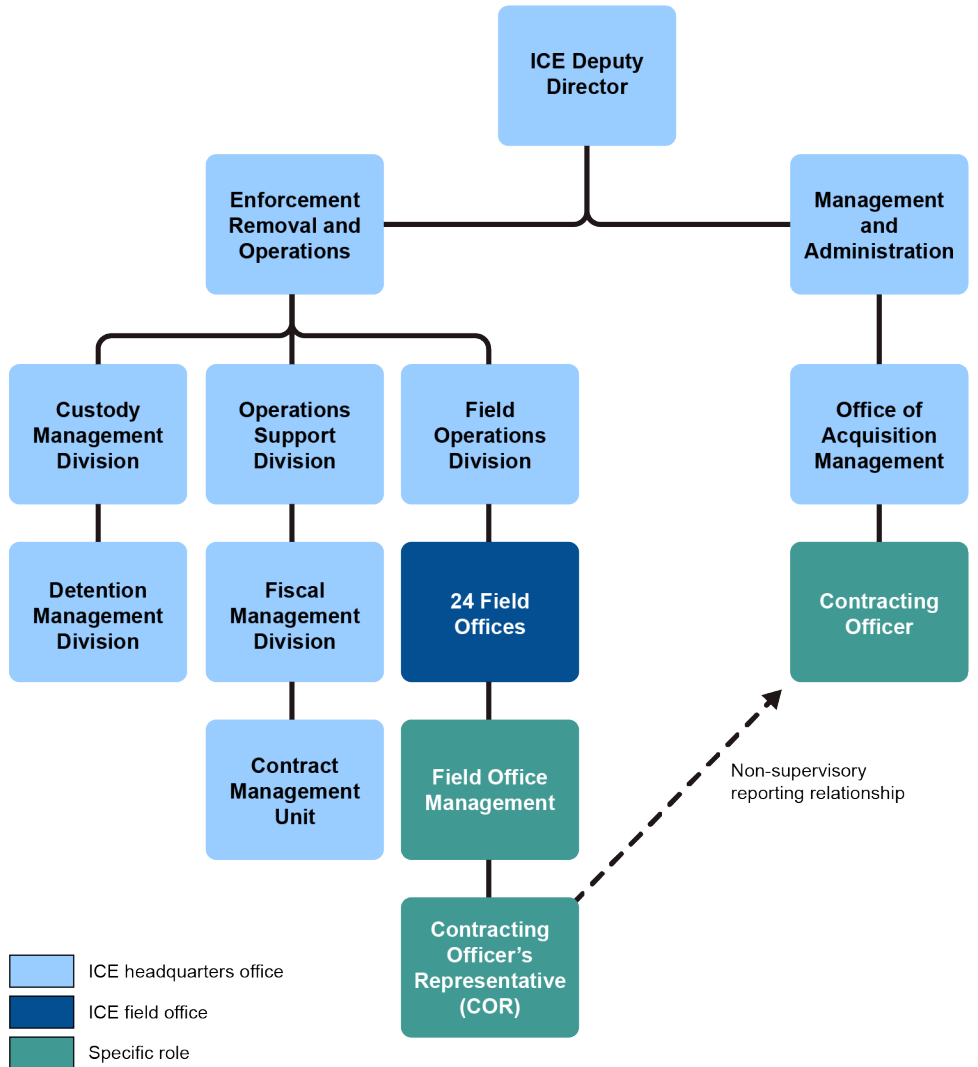 ICE Deputy
Director
Enforcement
Removal and
Operations
Management
and
Administration
Custody
Management
Division
Operations
Support
Division
Field
Operations
Division
Office of
Acquisition
Management
Detention
Management
Division
Fiscal
Management
Division
24 Field
Offices
Contracting
Officer
Contract
Management
Unit
Field Office
Management
Non-supervisory
reporting relationship
Contracting
Officer’s
Representative
(COR)
ICE headquarters office
ICE field office
Specific role